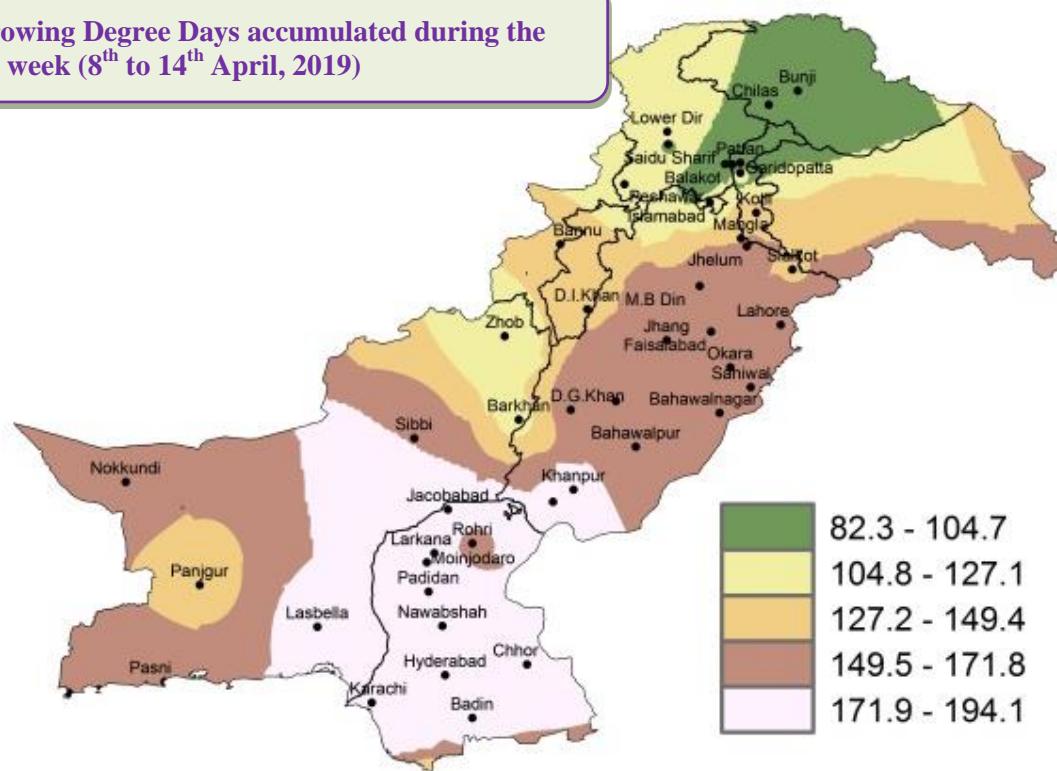 owing Degree Days accumulated during the
week (8th to 14th April, 2019)
Bunji
Chilas
Lower Dir
Saidu Sharif
Pattan
Garidopatta
Balakot
Peshawar
Kotli
Islamabad
Mangla
Bannu
Jhelum
Sialkot
D.I.Khan
M.B Din
Lahore
Zhob
Jhang
Faisalabad
Okara
Sahiwal
D.G.Khan
Bahawalnagar
Barkhan
Sibbi
Bahawalpur
Nokkundi
Khanpur
Jacobabad
Rohri
Larkana
Moinjodaro
Panjgur
Padidan
Lasbella
Nawabshah
Chhor
Hyderabad
Pasni
Karachi
Badin
82.3 - 104.7
104.8 - 127.1
127.2 - 149.4
149.5 - 171.8
171.9 - 194.1